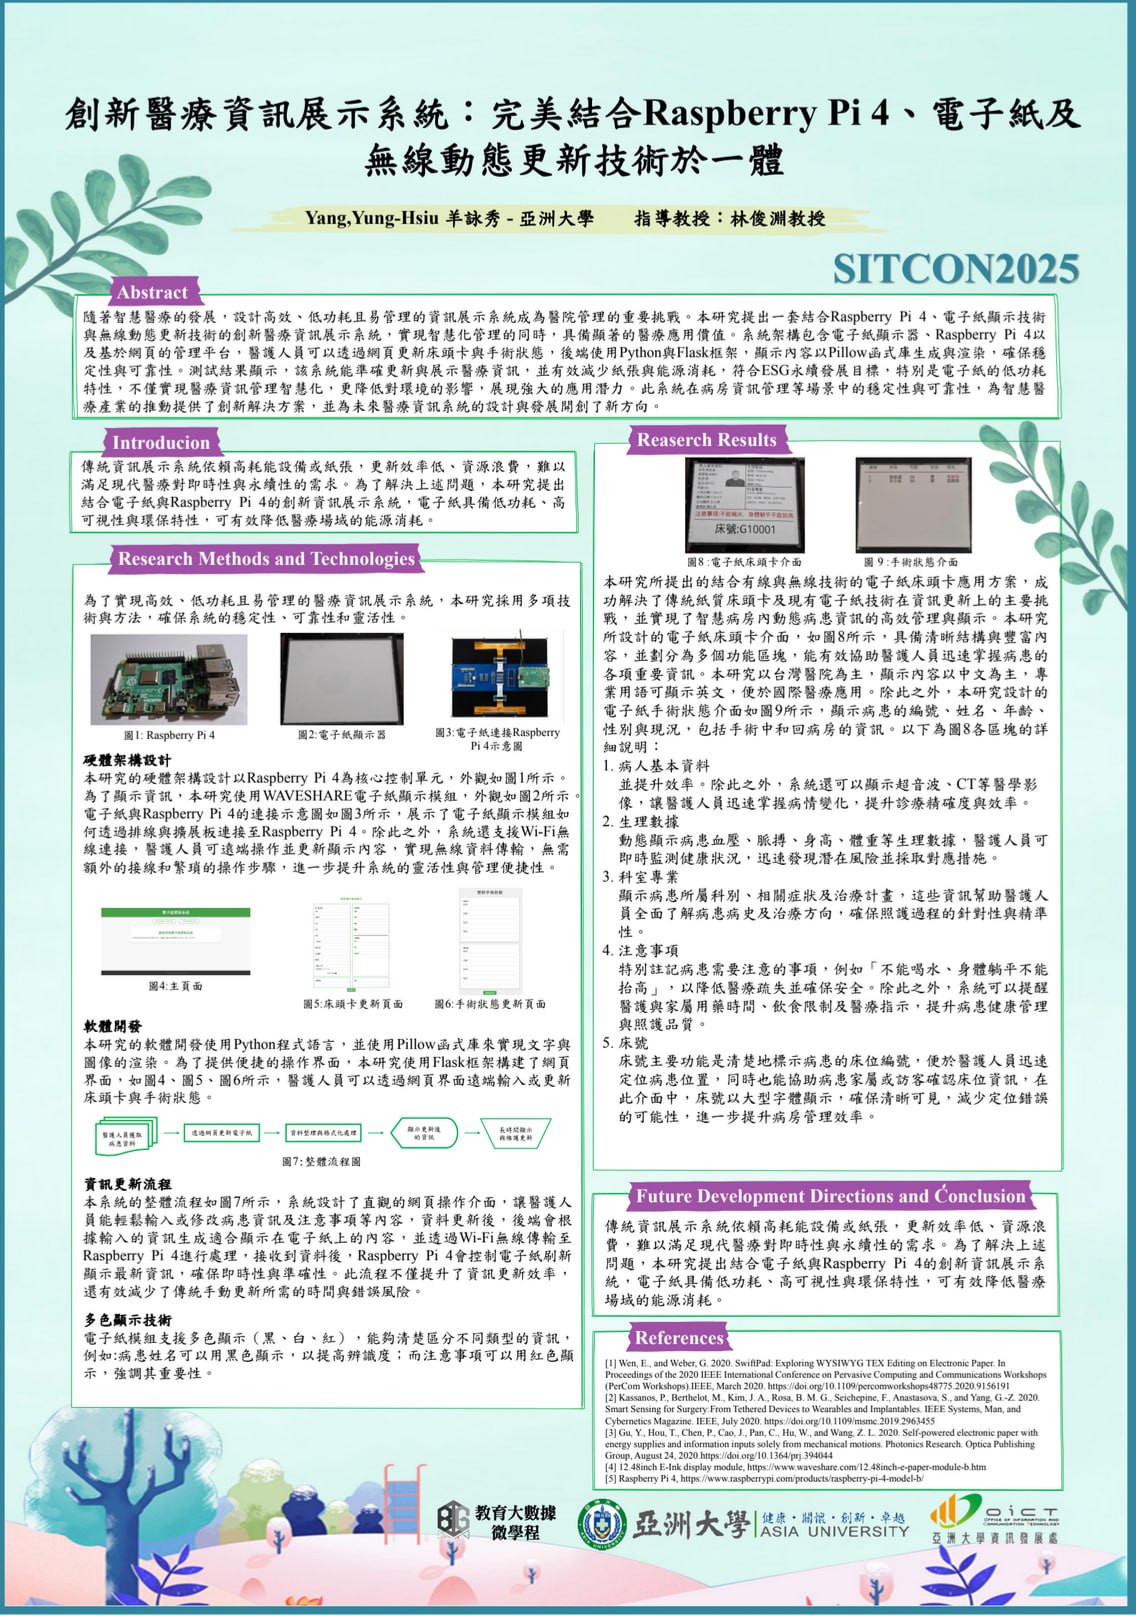 創新醫療資訊展示系統：完美結合Raspberry Pi 4、電子紙及
無線動態更新技術於一體
Yang,Yung-Hsiu 羊詠秀 - 亞洲大學 指導教授：林俊淵教授
SITCON2025
Abstract
隨著智慧醫療的發展，設計高效、低功耗且易管理的資訊展示系統成為醫院管理的重要挑戰。本研究提出一套結合Raspberry Pi 4、電子紙顯示技術
與無線動態更新技術的創新醫療資訊展示系統，實現智慧化管理的同時，具備顯著的醫療應用價值。系統架構包含電子紙顯示器、Raspberry Pi 4以
及基於網頁的管理平台，醫護人員可以透過網頁更新床頭卡與手術狀態，後端使用Python與Flask框架，顯示內容以Pillow函式庫生成與渲染，確保穩
定性與可靠性。測試結果顯示，該系統能準確更新與展示醫療資訊，並有效減少紙張與能源消耗，符合ESG永續發展目標，特別是電子紙的低功耗
特性，不僅實現醫療資訊管理智慧化，更降低對環境的影響，展現強大的應用潛力。此系統在病房資訊管理等場景中的穩定性與可靠性，為智慧醫
療產業的推動提供了創新解決方案，並為未來醫療資訊系統的設計與發展開創了新方向。
Introducion
傳統資訊展示系統依賴高耗能設備或紙張，更新效率低、資源浪費，難以
滿足現代醫療對即時性與永續性的需求。為了解決上述問題，本研究提出
結合電子紙與Raspberry Pi 4的創新資訊展示系統，電子紙具備低功耗、高
可視性與環保特性，可有效降低醫療場域的能源消耗。
Research Methods and Technologies
為了實現高效、低功耗且易管理的醫療資訊展示系統，本研究採用多項技
術與方法，確保系統的穩定性、可靠性和靈活性。
圖1: Raspberry Pi 4
圖2:電子紙顯示器
圖3:電子紙連接Raspberry
Pi 4示意圖
硬體架構設計
本研究的硬體架構設計以Raspberry Pi 4為核心控制單元，外觀如圖1所示。
為了顯示資訊，本研究使用WAVESHARE電子紙顯示模組，外觀如圖2所示。
電子紙與Raspberry Pi 4的連接示意圖如圖3所示，展示了電子紙顯示模組如
何透過排線與擴展板連接至Raspberry Pi 4。除此之外，系統還支援Wi-Fi無
線連接，醫護人員可遠端操作並更新顯示內容，實現無線資料傳輸，無需
額外的接線和繁瑣的操作步驟，進一步提升系統的靈活性與管理便捷性。
圖4:主頁面
圖5:床頭卡更新頁面
圖6:手術狀態更新頁面
軟體開發
本研究的軟體開發使用Python程式語言，並使用Pillow函式庫來實現文字與
圖像的渲染。為了提供便捷的操作界面，本研究使用Flask框架構建了網頁
界面，如圖4、圖5、圖6所示，醫護人員可以透過網頁界面遠端輸入或更新
床頭卡與手術狀態。
醫護人員獲取
病患資料
透過網頁更新電子紙
資料整理與格式化處理
顯示更新後
的資訊
長時間顯示
與維護更新
圖7:整體流程圖
資訊更新流程
本系統的整體流程如圖7所示，系統設計了直觀的網頁操作介面，讓醫護人
員能輕鬆輸入或修改病患資訊及注意事項等內容，資料更新後，後端會根
據輸入的資訊生成適合顯示在電子紙上的內容，並透過Wi-Fi無線傳輸至
Raspberry Pi 4進行處理，接收到資料後，Raspberry Pi 4會控制電子紙刷新
顯示最新資訊，確保即時性與準確性。此流程不僅提升了資訊更新效率，
還有效減少了傳統手動更新所需的時間與錯誤風險。
多色顯示技術
電子紙模組支援多色顯示（黑、白、紅），能夠清楚區分不同類型的資訊，
例如:病患姓名可以用黑色顯示，以提高辨識度；而注意事項可以用紅色顯
示，強調其重要性。
Reaserch Results
注意事項:不能喝水、身體躺平不能抬高
床號:G10001
圖8:電子紙床頭卡介面
圖 9:手術狀態介面
本研究所提出的結合有線與無線技術的電子紙床頭卡應用方案，成
功解決了傳統紙質床頭卡及現有電子紙技術在資訊更新上的主要挑
戰，並實現了智慧病房內動態病患資訊的高效管理與顯示。本研究
所設計的電子紙床頭卡介面，如圖8所示，具備清晰結構與豐富內
容，並劃分為多個功能區塊，能有效協助醫護人員迅速掌握病患的
各項重要資訊。本研究以台灣醫院為主，顯示內容以中文為主，專
業用語可顯示英文，便於國際醫療應用。除此之外，本研究設計的
電子紙手術狀態介面如圖9所示，顯示病患的編號、姓名、年齡、
性別與現況，包括手術中和回病房的資訊。以下為圖8各區塊的詳
細說明：
1. 病人基本資料
並提升效率。除此之外，系統還可以顯示超音波、CT等醫學影
像，讓醫護人員迅速掌握病情變化，提升診療精確度與效率。
2. 生理數據
動態顯示病患血壓、脈搏、身高、體重等生理數據，醫護人員可
即時監測健康狀況，迅速發現潛在風險並採取對應措施。
3. 科室專業
顯示病患所屬科別、相關症狀及治療計畫，這些資訊幫助醫護人
員全面了解病患病史及治療方向，確保照護過程的針對性與精準
性。
4. 注意事項
特別註記病患需要注意的事項，例如「不能喝水、身體躺平不能
抬高」，以降低醫療疏失並確保安全。除此之外，系統可以提醒
醫護與家屬用藥時間、飲食限制及醫療指示，提升病患健康管理
與照護品質。
5. 床號
床號主要功能是清楚地標示病患的床位編號，便於醫護人員迅速
定位病患位置，同時也能協助病患家屬或訪客確認床位資訊，在
此介面中，床號以大型字體顯示，確保清晰可見，減少定位錯誤
的可能性，進一步提升病房管理效率。
Future Development Directions and Conclusion
傳統資訊展示系統依賴高耗能設備或紙張，更新效率低、資源浪
費，難以滿足現代醫療對即時性與永續性的需求。為了解決上述
問題，本研究提出結合電子紙與Raspberry Pi 4的創新資訊展示系
統，電子紙具備低功耗、高可視性與環保特性，可有效降低醫療
場域的能源消耗。
References
[1] Wen, E., and Weber, G. 2020. SwiftPad: Exploring WYSIWYG TEX Editing on Electronic Paper. In
Proceedings of the 2020 IEEE International Conference on Pervasive Computing and Communications Workshops
(PerCom Workshops).IEEE, March 2020. https://doi.org/10.1109/percomworkshops48775.2020.9156191
[2] Kassanos, P., Berthelot, M., Kim, J. A., Rosa, B. M. G., Seichepine, F., Anastasova, S., and Yang, G.-Z. 2020.
Smart Sensing for Surgery:From Tethered Devices to Wearables and Implantables. IEEE Systems, Man, and
Cybernetics Magazine. IEEE, July 2020. https://doi.org/10.1109/msmc.2019.2963455
[3] Gu, Y., Hou, T., Chen, P., Cao, J., Pan, C., Hu, W., and Wang, Z. L. 2020. Self-powered electronic paper with
energy supplies and information inputs solely from mechanical motions. Photonics Research. Optica Publishing
Group, August 24, 2020.https://doi.org/10.1364/prj.394044
[4] 12.48inch E-Ink display module, https://www.waveshare.com/12.48inch-e-paper-module-b.htm
[5] Raspberry Pi 4, https://www.raspberrypi.com/products/raspberry-pi-4-model-b/
教育大數據
微學程
亞洲大學
健康・關懷・創新・卓越
ASIA UNIVERSITY
OICT
OFFICE OF INFORMATION AND
COMMUNICATION TECHNOLOGY
亞洲大學資訊發展處